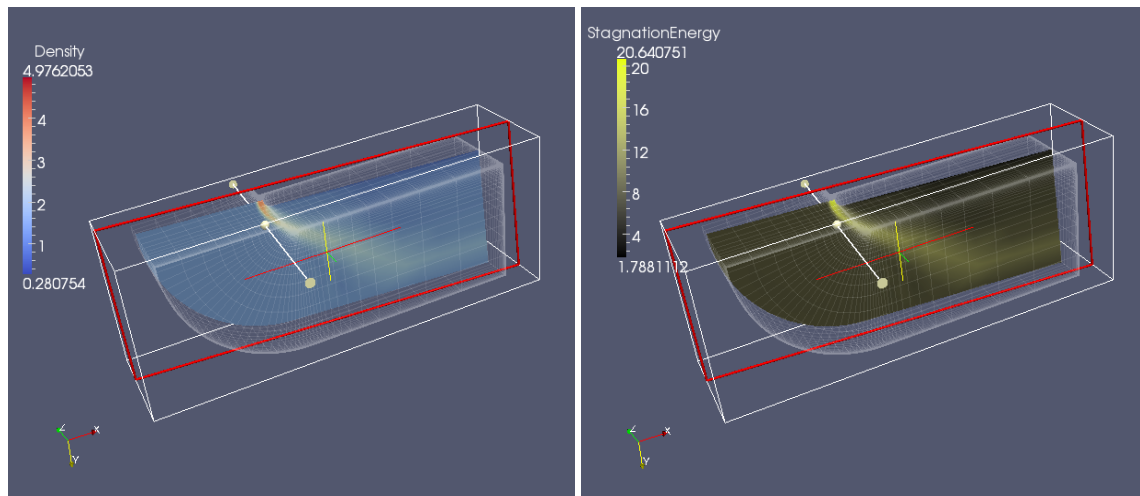 Density
4.9762053
4
3
2
1
0.280754
Z
X
Y
StagnationEnergy
20.640751
20
16
12
8
4
1.7881112
Z
X
Y